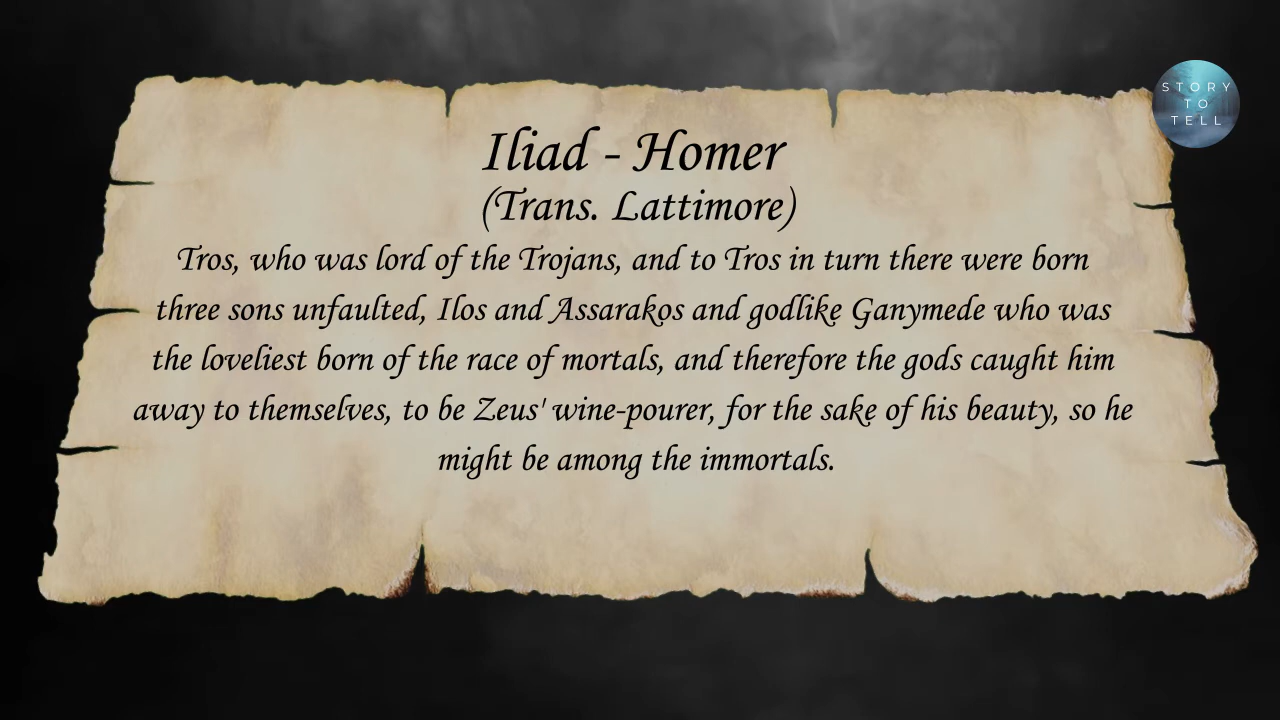 STORY
TO
TELL
Iliad - Homer
(Trans. Lattimore)
Tros, who was lord of the Trojans, and to Tros in turn there were born
three sons unfaulted, Ilos and Assarakos and godlike Ganymede who was
the loveliest born of the race of mortals, and therefore the gods caught him
away to themselves, to be Zeus' wine-pourer, for the sake of his beauty, so he
might be among the immortals.